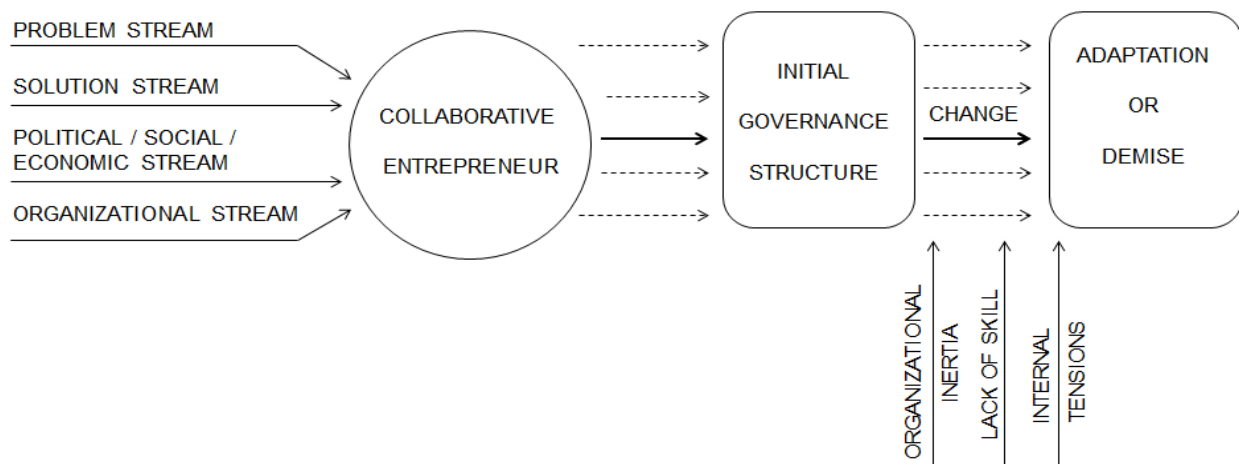 PROBLEM STREAM
SOLUTION STREAM
POLITICAL / SOCIAL /
ECONOMIC STREAM
ORGANIZATIONAL STREAM
COLLABORATIVE
ENTREPRENEUR
INITIAL
GOVERNANCE
STRUCTURE
CHANGE
ADAPTATION
OR
DEMISE
ORGANIZATIONAL
INERTIA
LACK OF SKILL
INTERNAL
TENSIONS